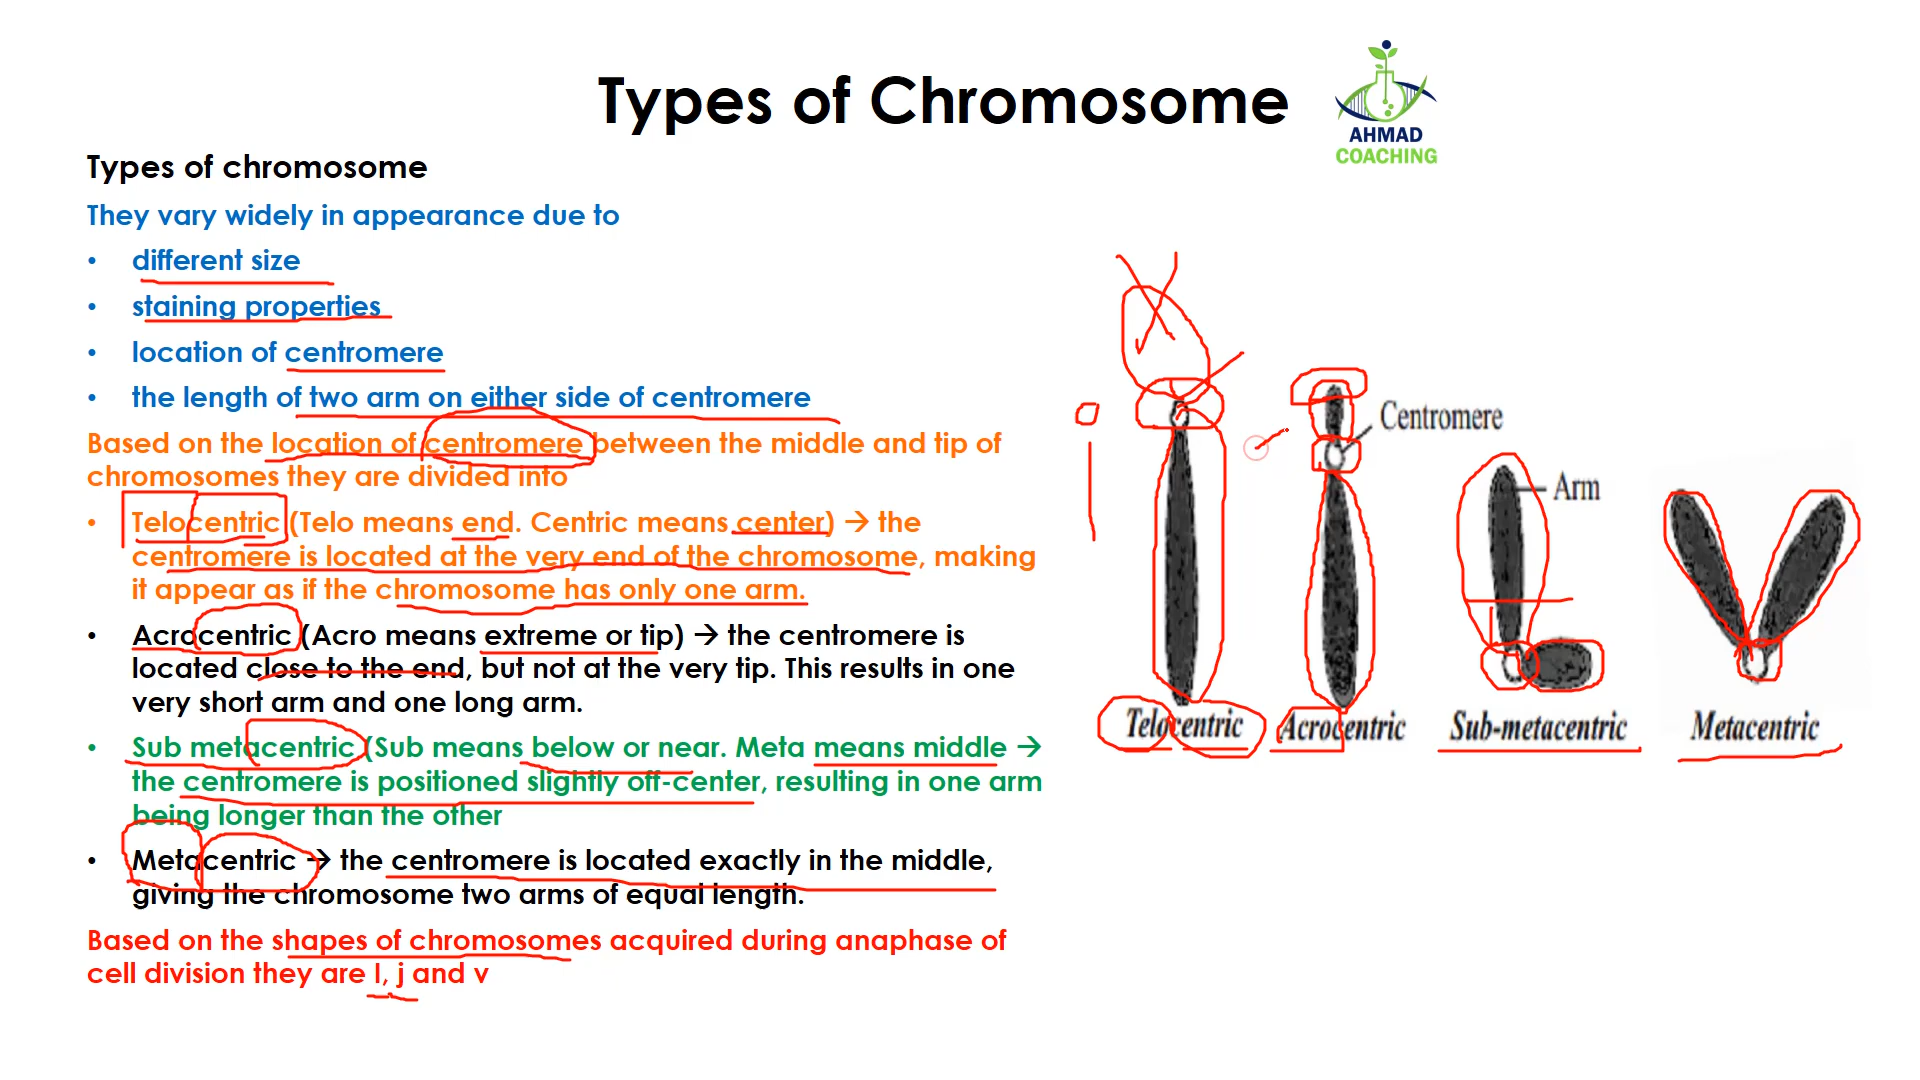 Types of Chromosome
AHMAD
COACHING
Types of chromosome
They vary widely in appearance due to
• different size
• staining properties
• location of centromere
• the length of two arm on either side of centromere
Based on the location of centromere between the middle and tip of
chromosomes they are divided into
• Telocentric (Telo means end. Centric means center) → the
centromere is located at the very end of the chromosome, making
it appear as if the chromosome has only one arm.
• Acrocentric (Acro means extreme or tip) → the centromere is
located close to the end, but not at the very tip. This results in one
very short arm and one long arm.
• Sub metacentric (Sub means below or near. Meta means middle →
the centromere is positioned slightly off-center, resulting in one arm
being longer than the other
• Metacentric → the centromere is located exactly in the middle,
giving the chromosome two arms of equal length.
Based on the shapes of chromosomes acquired during anaphase of
cell division they are I, j and v
Centromere
Arm
Telocentric
Acrocentric
Sub-metacentric
Metacentric